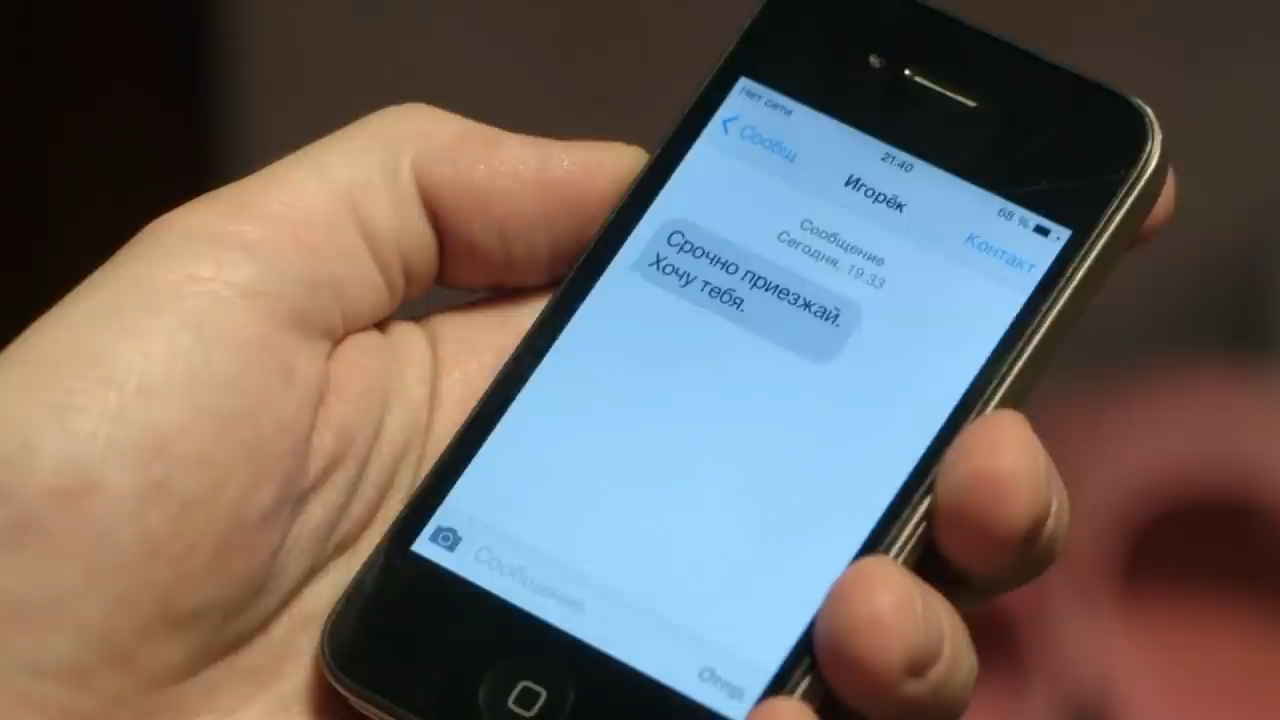 Нет сети
21:40
68 %
Сообщ.
Игорёк
Контакт
Сообщение
Сегодня, 19:33
Срочно приезжай.
Хочу тебя.
Сообщение
Отпр.